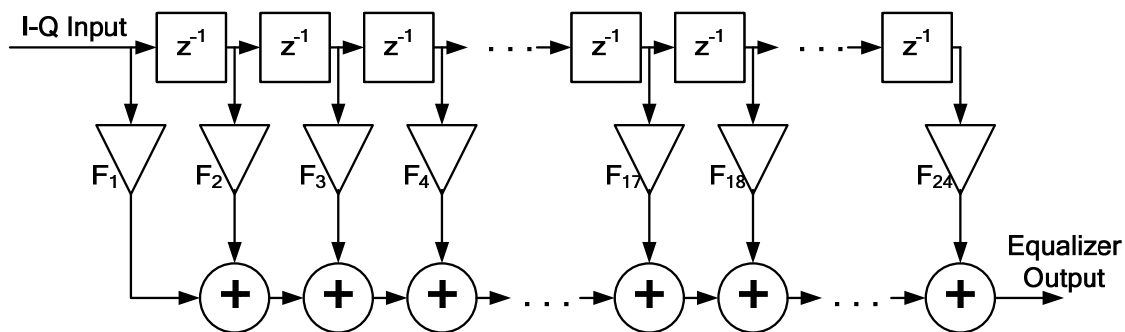 I-Q Input
z⁻¹ z⁻¹ z⁻¹ . . . z⁻¹ z⁻¹ . . . z⁻¹
F₁ F₂ F₃ F₄ F₁₇ F₁₈ F₂₄
Equalizer
Output
+ + + . . . + + . . . +